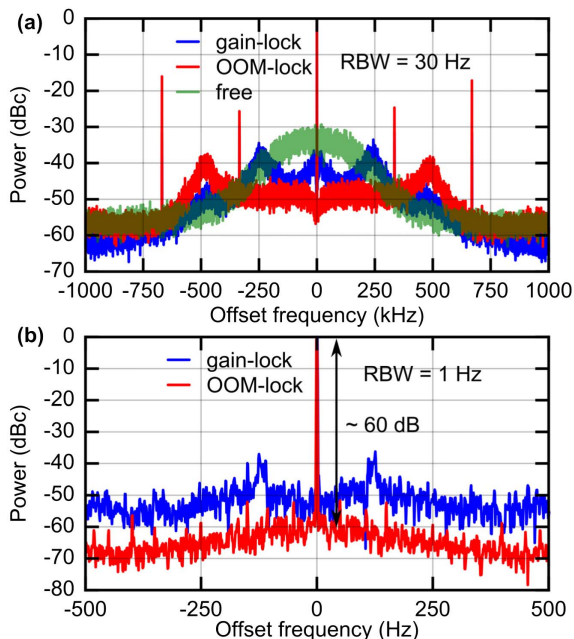 (a)
0
-10
-20
-30
-40
-50
-60
-70
Power (dBc)
gain-lock
OOM-lock
free
RBW = 30 Hz
-1000 -750 -500 -250 0 250 500 750 1000
Offset frequency (kHz)
(b)
0
-10
-20
-30
-40
-50
-60
-70
-80
Power (dBc)
gain-lock
OOM-lock
RBW = 1 Hz
~ 60 dB
-500 -250 0 250 500
Offset frequency (Hz)